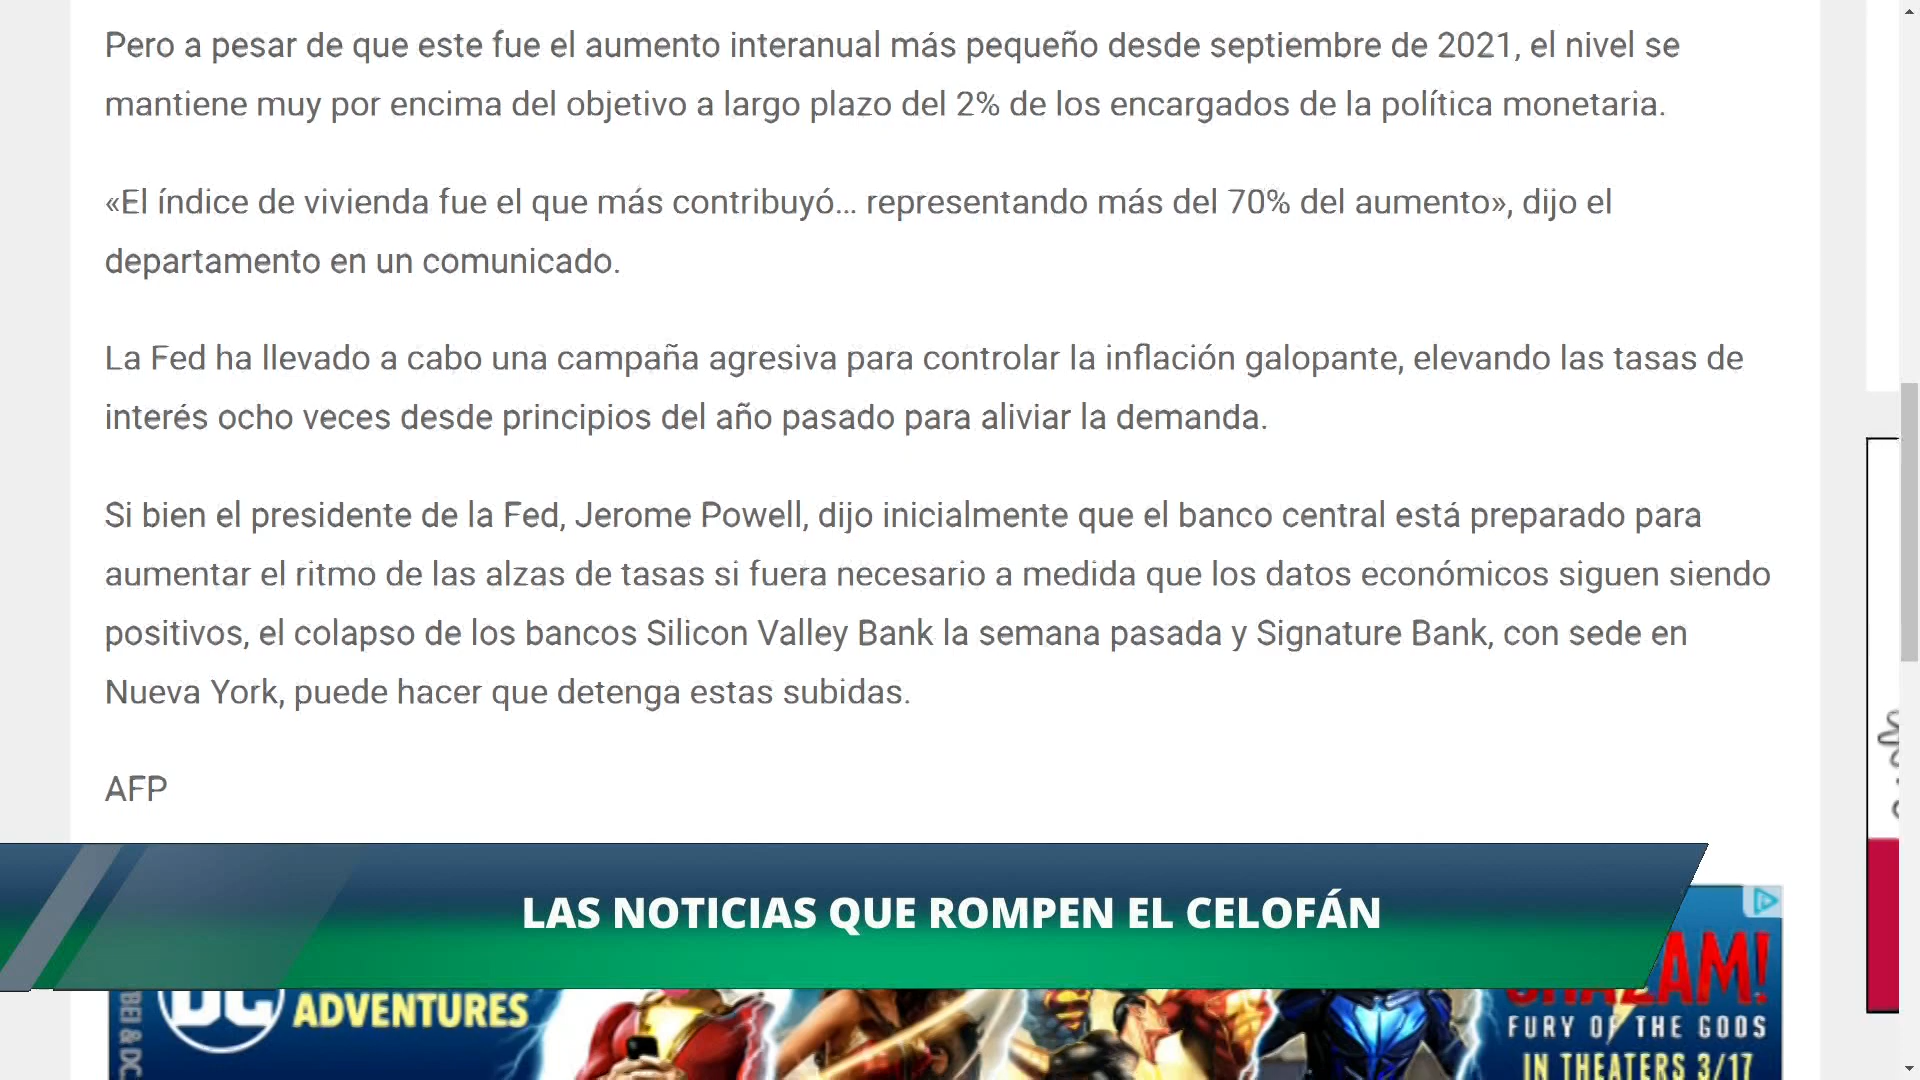 Pero a pesar de que este fue el aumento interanual más pequeño desde septiembre de 2021, el nivel se
mantiene muy por encima del objetivo a largo plazo del 2% de los encargados de la política monetaria.
«El índice de vivienda fue el que más contribuyó... representando más del 70% del aumento», dijo el
departamento en un comunicado.
La Fed ha llevado a cabo una campaña agresiva para controlar la inflación galopante, elevando las tasas de
interés ocho veces desde principios del año pasado para aliviar la demanda.
Si bien el presidente de la Fed, Jerome Powell, dijo inicialmente que el banco central está preparado para
aumentar el ritmo de las alzas de tasas si fuera necesario a medida que los datos económicos siguen siendo
positivos, el colapso de los bancos Silicon Valley Bank la semana pasada y Signature Bank, con sede en
Nueva York, puede hacer que detenga estas subidas.
AFP
LAS NOTICIAS QUE ROMPEN EL CELOFÁN
DC
ADVENTURES
SHAZAM!
FURY OF THE GODS
IN THEATERS 3/17